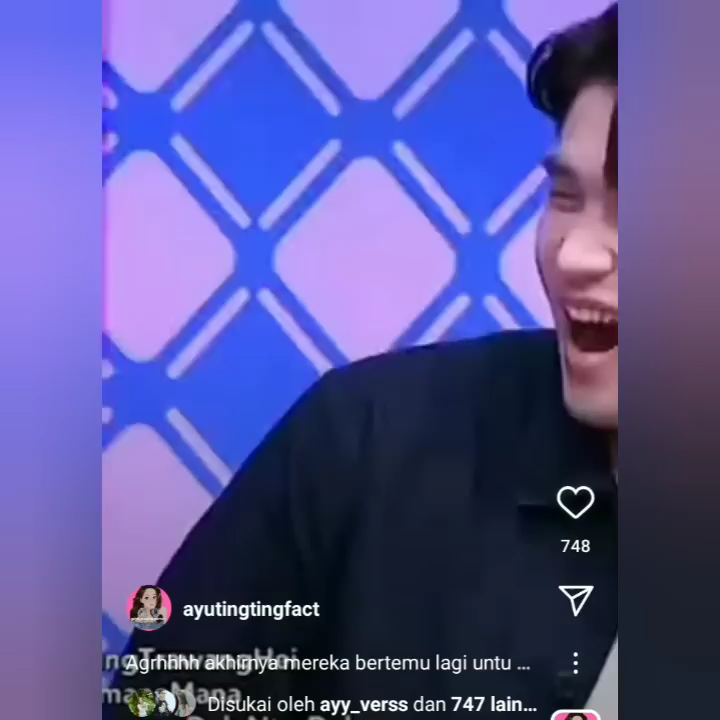 748
ayutingtingfact
Agrhhhh akhirnya mereka bertemu lagi untu ...
Disukai oleh ayy_verss dan 747 lain...